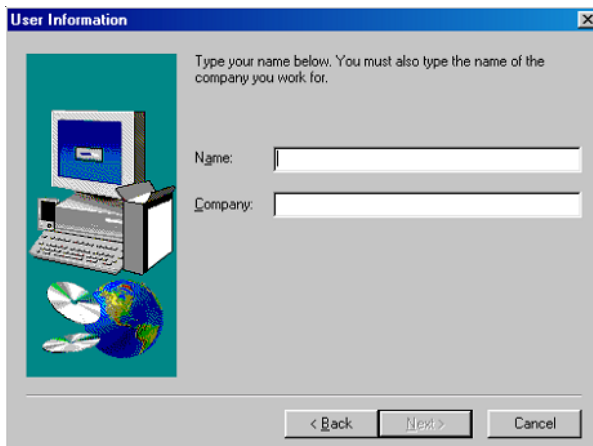 User Information
Type your name below. You must also type the name of the
company you work for.
Name:
Company:
< Back
Next >
Cancel